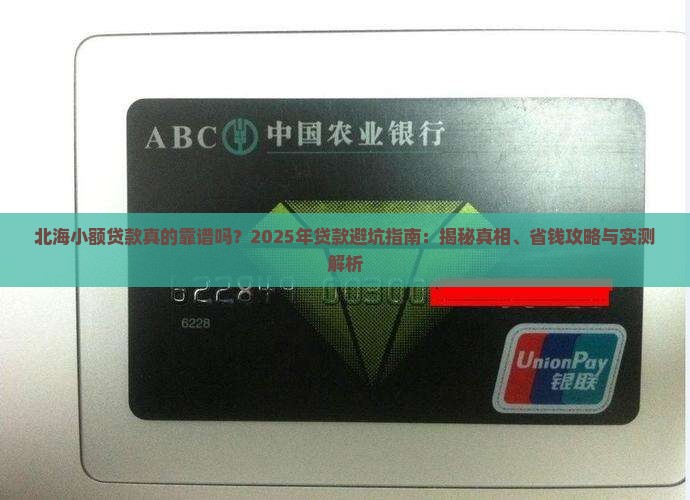 ABC 中国农业银行
北海小额贷款真的靠谱吗？2025年贷款避坑指南：揭秘真相、省钱攻略与实测
解析
6228
UnionPay
银联